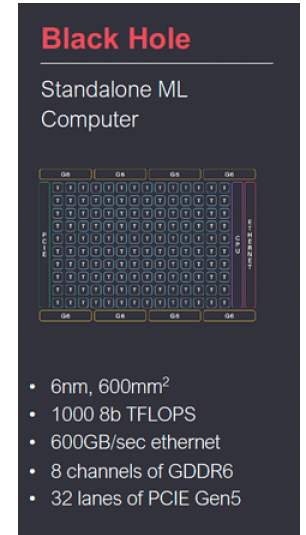 Black Hole
Standalone ML
Computer
G6 G6 G6 G6
PCIE
T T T T T T T T T T T T T T
T T T T T T T T T T T T T T
T T T T T T T T T T T T T T
T T T T T T T T T T T T T T
T T T T T T T T T T T T T T
T T T T T T T T T T T T T T
T T T T T T T T T T T T T T
T T T T T T T T T T T T T T
T T T T T T T T T T T T T T
T T T T T T T T T T T T T T
CPU
ETHERNET
G6 G6 G6 G6
• 6nm, 600mm²
• 1000 8b TFLOPS
• 600GB/sec ethernet
• 8 channels of GDDR6
• 32 lanes of PCIE Gen5